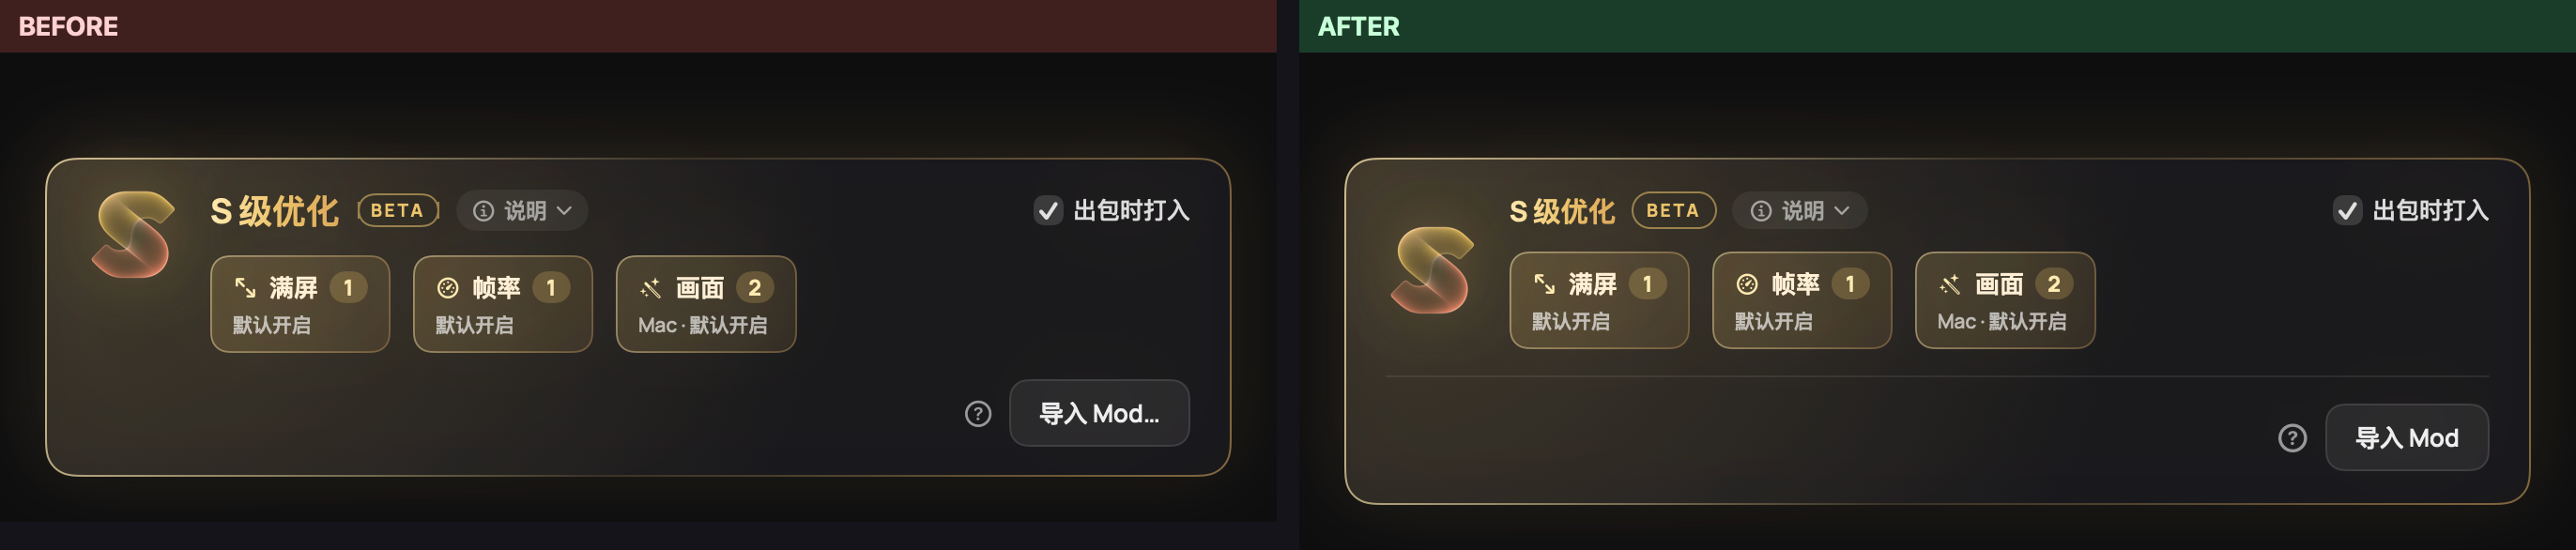 BEFORE
S 级优化 BETA 说明
出包时打入
满屏 1
默认开启
帧率 1
默认开启
画面 2
Mac · 默认开启
? 导入 Mod...
AFTER
S 级优化 BETA 说明
出包时打入
满屏 1
默认开启
帧率 1
默认开启
画面 2
Mac · 默认开启
? 导入 Mod